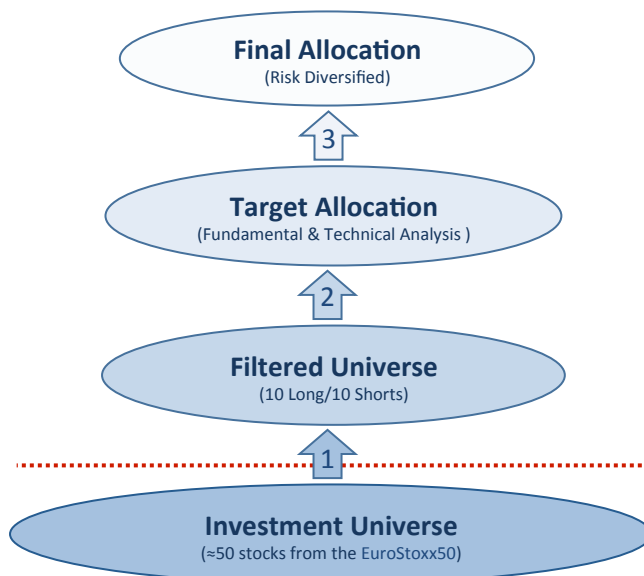 Final Allocation
(Risk Diversified)
3
Target Allocation
(Fundamental & Technical Analysis )
2
Filtered Universe
(10 Long/10 Shorts)
1
Investment Universe
(≈50 stocks from the EuroStoxx50)